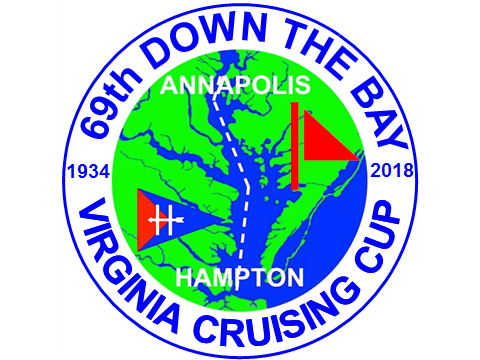 69th DOWN THE BAY
ANNAPOLIS
1934
2018
H
HAMPTON
VIRGINIA CRUISING CUP